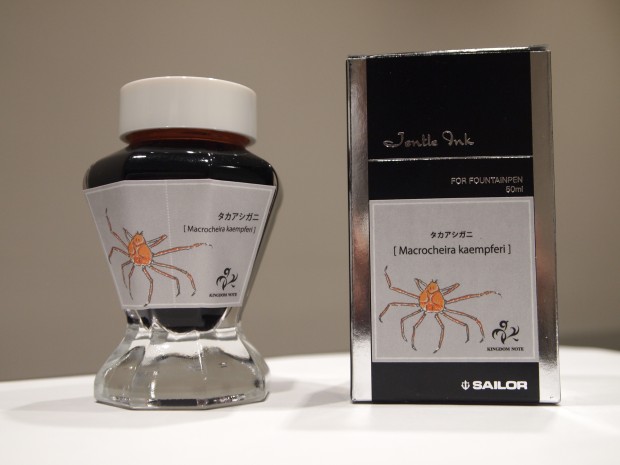 タカアシガニ
[ Macrocheira kaempferi ]
KINGDOM NOTE
Jentle Ink
FOR FOUNTAINPEN
50ml
タカアシガニ
[ Macrocheira kaempferi ]
KINGDOM NOTE
SAILOR